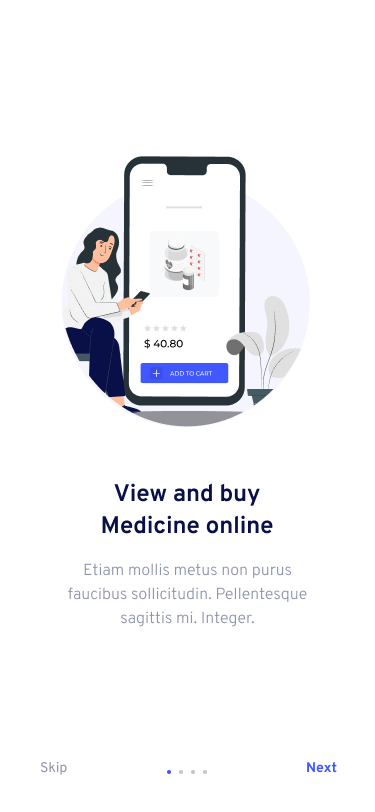 $ 40.80
ADD TO CART
View and buy
Medicine online
Etiam mollis metus non purus
faucibus sollicitudin. Pellentesque
sagittis mi. Integer.
Skip
Next